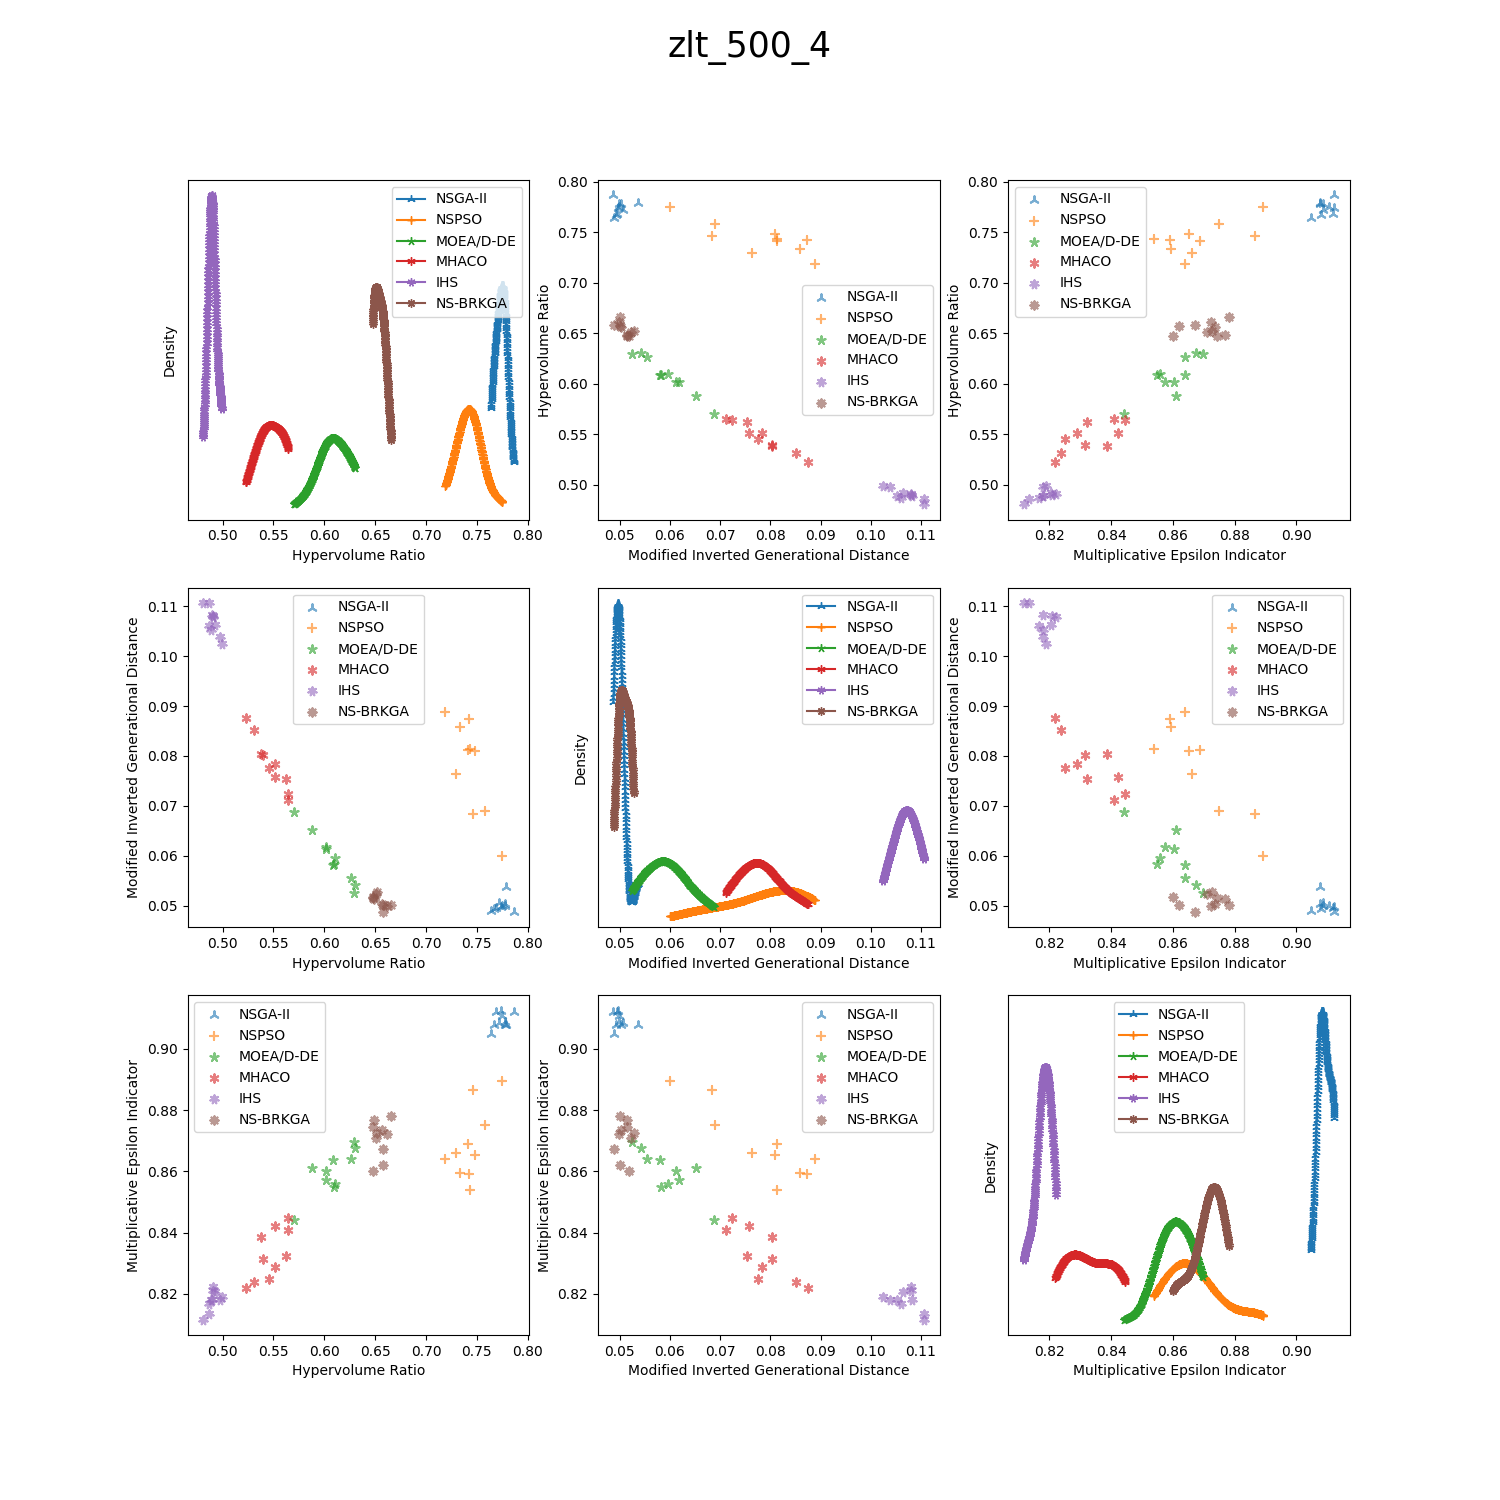 zlt_500_4
Density
NSGA-II
NSPSO
MOEA/D-DE
MHACO
IHS
NS-BRKGA
0.50 0.55 0.60 0.65 0.70 0.75 0.80
Hypervolume Ratio
Hypervolume Ratio
0.80
0.75
0.70
0.65
0.60
0.55
0.50
NSGA-II
NSPSO
MOEA/D-DE
MHACO
IHS
NS-BRKGA
0.05 0.06 0.07 0.08 0.09 0.10 0.11
Modified Inverted Generational Distance
Hypervolume Ratio
0.80
0.75
0.70
0.65
0.60
0.55
0.50
NSGA-II
NSPSO
MOEA/D-DE
MHACO
IHS
NS-BRKGA
0.82 0.84 0.86 0.88 0.90
Multiplicative Epsilon Indicator
Modified Inverted Generational Distance
0.11
0.10
0.09
0.08
0.07
0.06
0.05
NSGA-II
NSPSO
MOEA/D-DE
MHACO
IHS
NS-BRKGA
0.50 0.55 0.60 0.65 0.70 0.75 0.80
Hypervolume Ratio
Density
NSGA-II
NSPSO
MOEA/D-DE
MHACO
IHS
NS-BRKGA
0.05 0.06 0.07 0.08 0.09 0.10 0.11
Modified Inverted Generational Distance
Modified Inverted Generational Distance
0.11
0.10
0.09
0.08
0.07
0.06
0.05
NSGA-II
NSPSO
MOEA/D-DE
MHACO
IHS
NS-BRKGA
0.82 0.84 0.86 0.88 0.90
Multiplicative Epsilon Indicator
Multiplicative Epsilon Indicator
0.90
0.88
0.86
0.84
0.82
NSGA-II
NSPSO
MOEA/D-DE
MHACO
IHS
NS-BRKGA
0.50 0.55 0.60 0.65 0.70 0.75 0.80
Hypervolume Ratio
Multiplicative Epsilon Indicator
0.90
0.88
0.86
0.84
0.82
NSGA-II
NSPSO
MOEA/D-DE
MHACO
IHS
NS-BRKGA
0.05 0.06 0.07 0.08 0.09 0.10 0.11
Modified Inverted Generational Distance
Density
NSGA-II
NSPSO
MOEA/D-DE
MHACO
IHS
NS-BRKGA
0.82 0.84 0.86 0.88 0.90
Multiplicative Epsilon Indicator